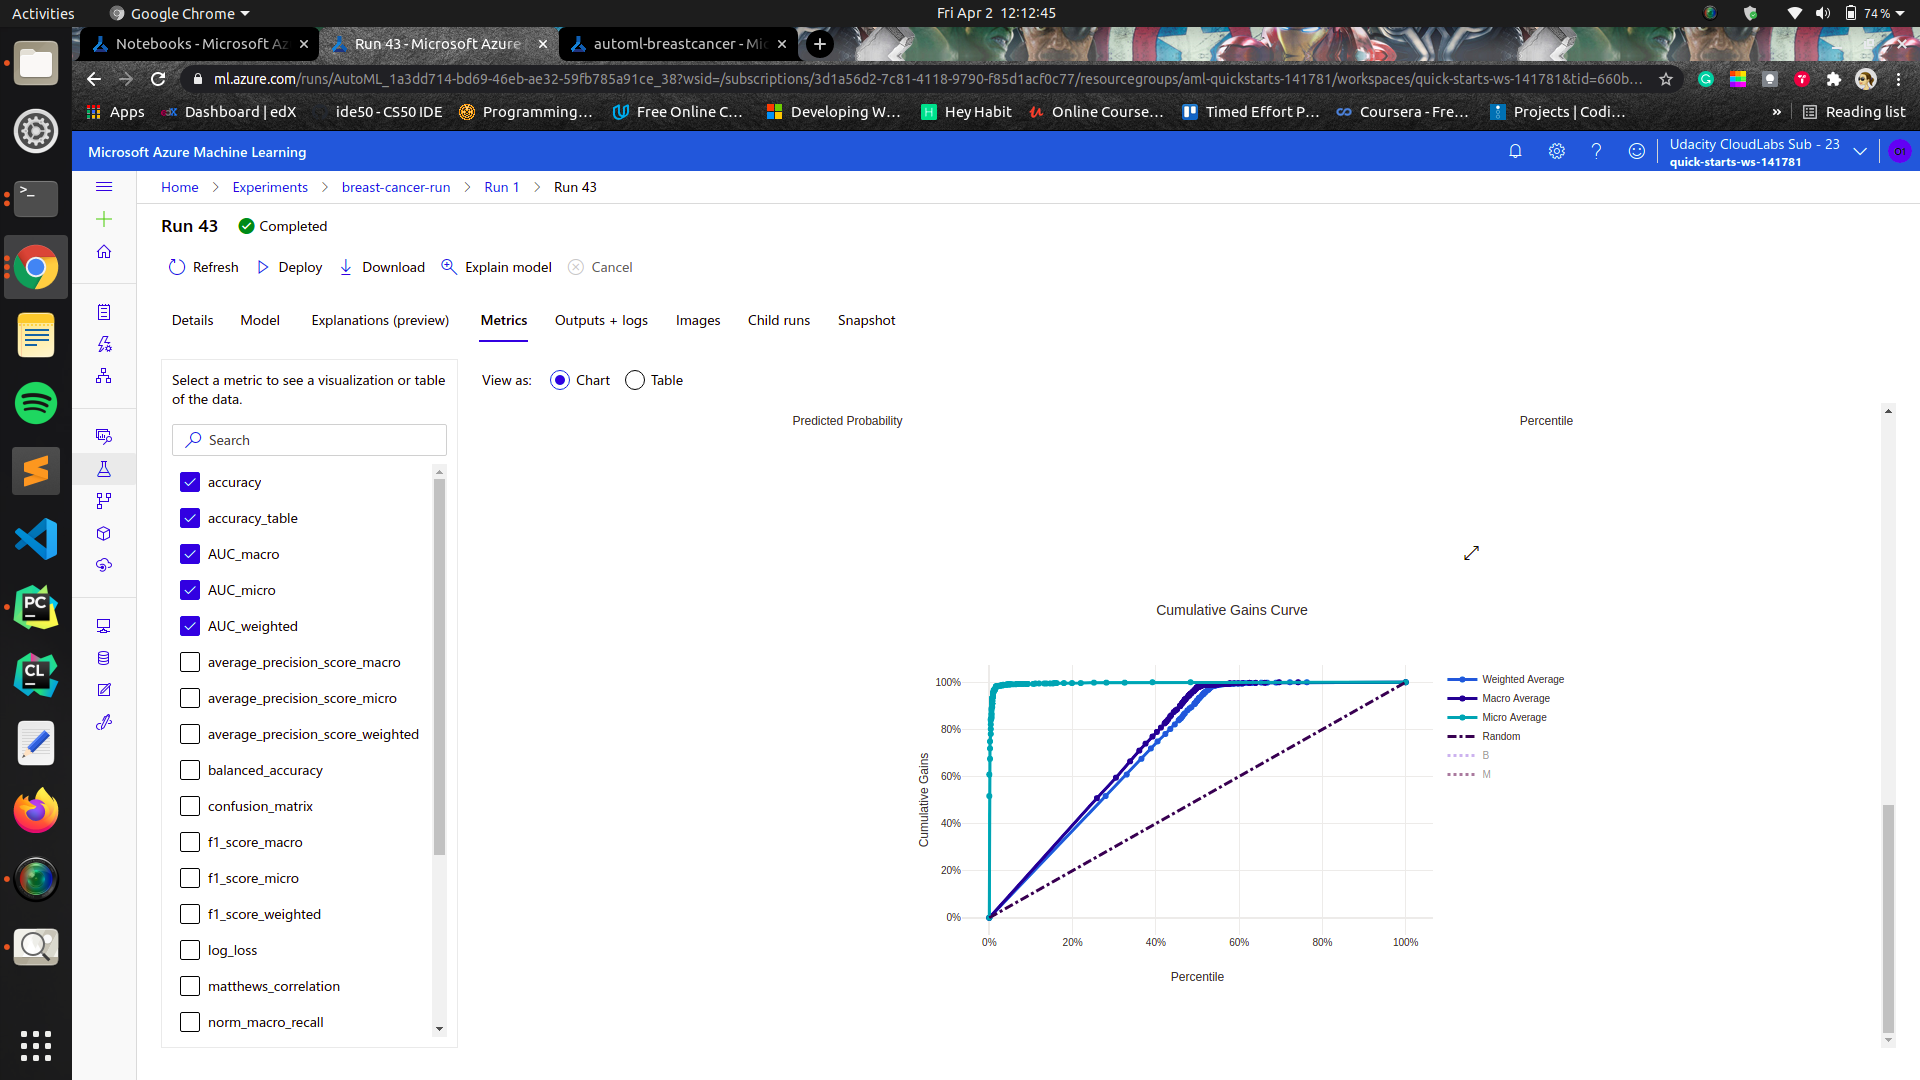 Activities
Google Chrome
Fri Apr 2 12:12:45
74 %
Notebooks - Microsoft Az
Run 43 - Microsoft Azure
automl-breastcancer - Mic
ml.azure.com/runs/AutoML_1a3dd714-bd69-46eb-ae32-59fb785a91ce_38?wsid=/subscriptions/3d1a56d2-7c81-4118-9790-f85d1acf0c77/resourcegroups/aml-quickstarts-141781/workspaces/quick-starts-ws-141781&tid=660b...
Apps
Dashboard | edX
ide50 - CS50 IDE
Programming...
Free Online C...
Developing W...
Hey Habit
Online Course...
Timed Effort P...
Coursera - Fre...
Projects | Codi...
»
Reading list
Microsoft Azure Machine Learning
Udacity CloudLabs Sub - 23
quick-starts-ws-141781
Home > Experiments > breast-cancer-run > Run 1 > Run 43
Run 43
Completed
Refresh
Deploy
Download
Explain model
Cancel
Details
Model
Explanations (preview)
Metrics
Outputs + logs
Images
Child runs
Snapshot
Select a metric to see a visualization or table
of the data.
Search
accuracy
accuracy_table
AUC_macro
AUC_micro
AUC_weighted
average_precision_score_macro
average_precision_score_micro
average_precision_score_weighted
balanced_accuracy
confusion_matrix
f1_score_macro
f1_score_micro
f1_score_weighted
log_loss
matthews_correlation
norm_macro_recall
View as:
Chart
Table
Predicted Probability
Percentile
Cumulative Gains Curve
Cumulative Gains
100%
80%
60%
40%
20%
0%
0%
20%
40%
60%
80%
100%
Percentile
Weighted Average
Macro Average
Micro Average
Random
B
M
PC
CL